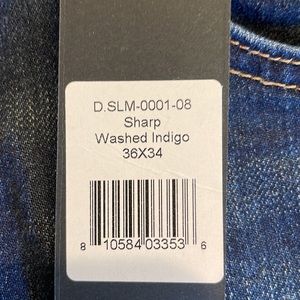 D.SLM-0001-08
Sharp
Washed Indigo
36X34
8 10584 03353 6